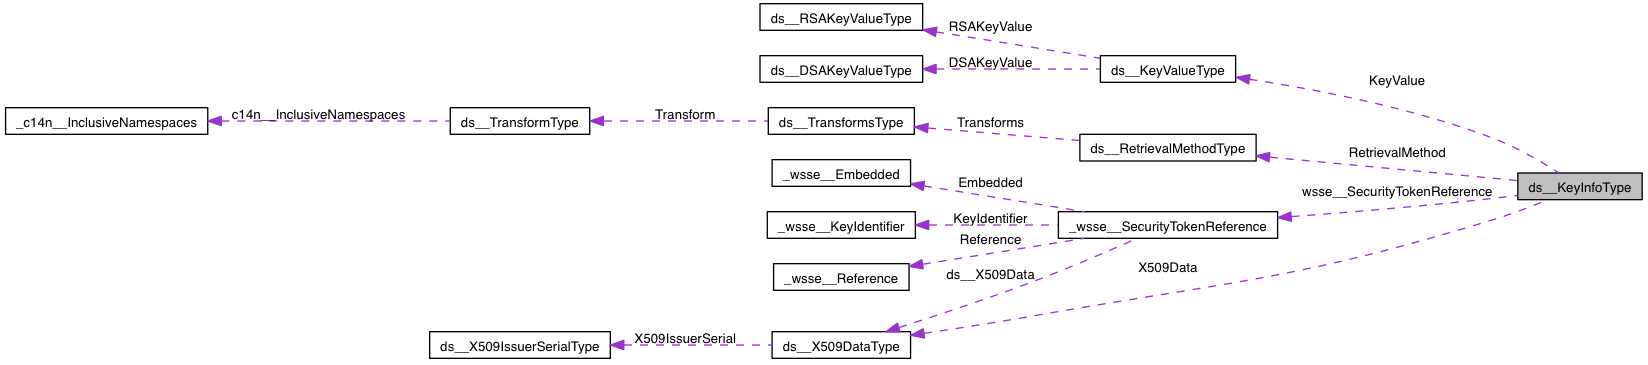 ds__RSAKeyValueType
RSAKeyValue
ds__DSAKeyValueType
DSAKeyValue
ds__KeyValueType
KeyValue
_c14n__InclusiveNamespaces
c14n__InclusiveNamespaces
ds__TransformType
Transform
ds__TransformsType
Transforms
ds__RetrievalMethodType
RetrievalMethod
_wsse__Embedded
Embedded
ds__KeyInfoType
wsse__SecurityTokenReference
_wsse__KeyIdentifier
KeyIdentifier
_wsse__SecurityTokenReference
Reference
_wsse__Reference
ds__X509Data
X509Data
ds__X509IssuerSerialType
X509IssuerSerial
ds__X509DataType